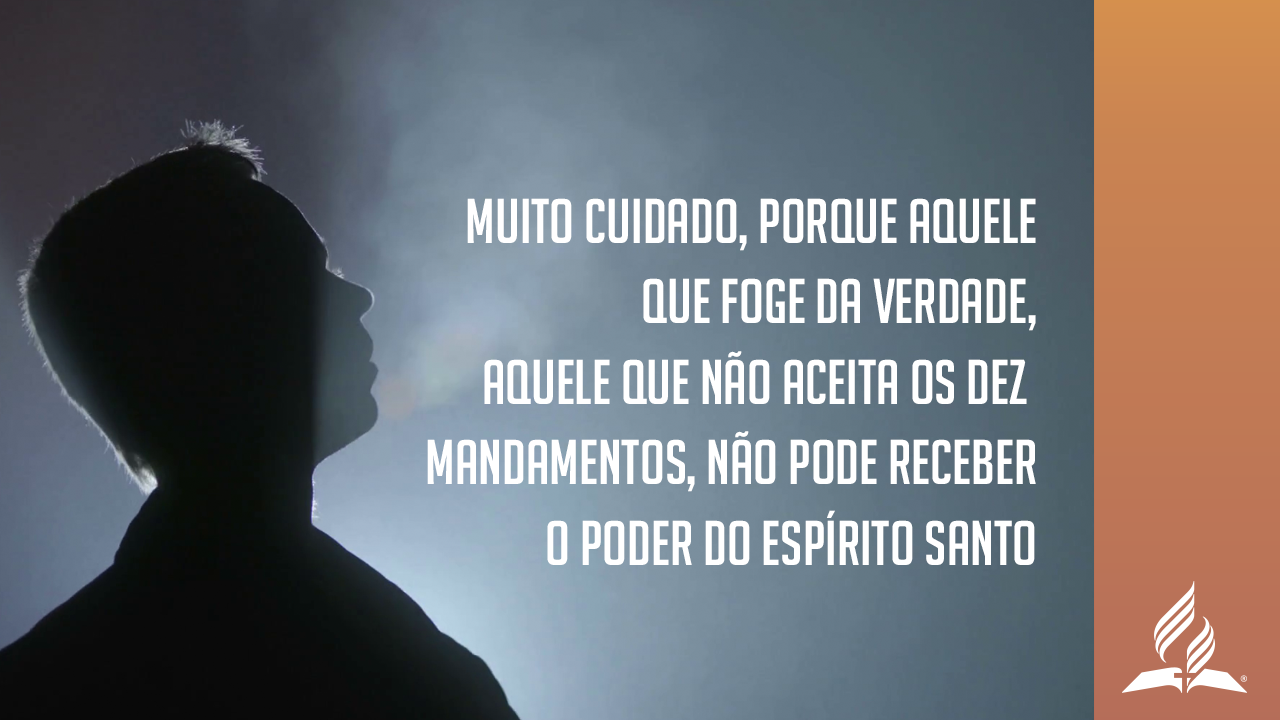 MUITO CUIDADO, PORQUE AQUELE
QUE FOGE DA VERDADE,
AQUELE QUE NÃO ACEITA OS DEZ
MANDAMENTOS, NÃO PODE RECEBER
O PODER DO ESPÍRITO SANTO
®